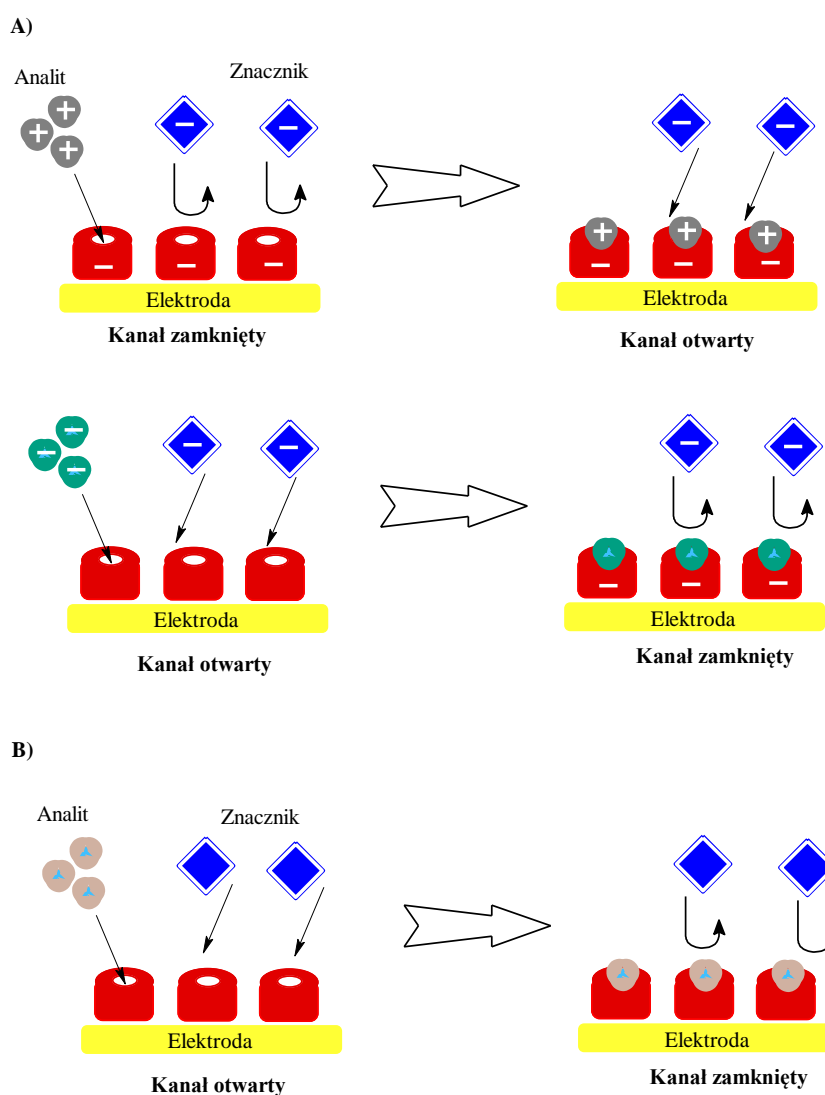 A)
Analit
Znacznik
Elektroda
Elektroda
Kanał zamknięty
Kanał otwarty
Elektroda
Elektroda
Kanał otwarty
Kanał zamknięty
B)
Analit
Znacznik
Elektroda
Elektroda
Kanał otwarty
Kanał zamknięty